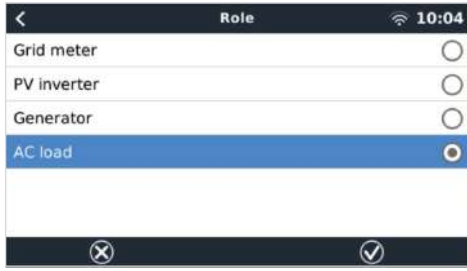 Role 10:04
Grid meter
PV inverter
Generator
AC load